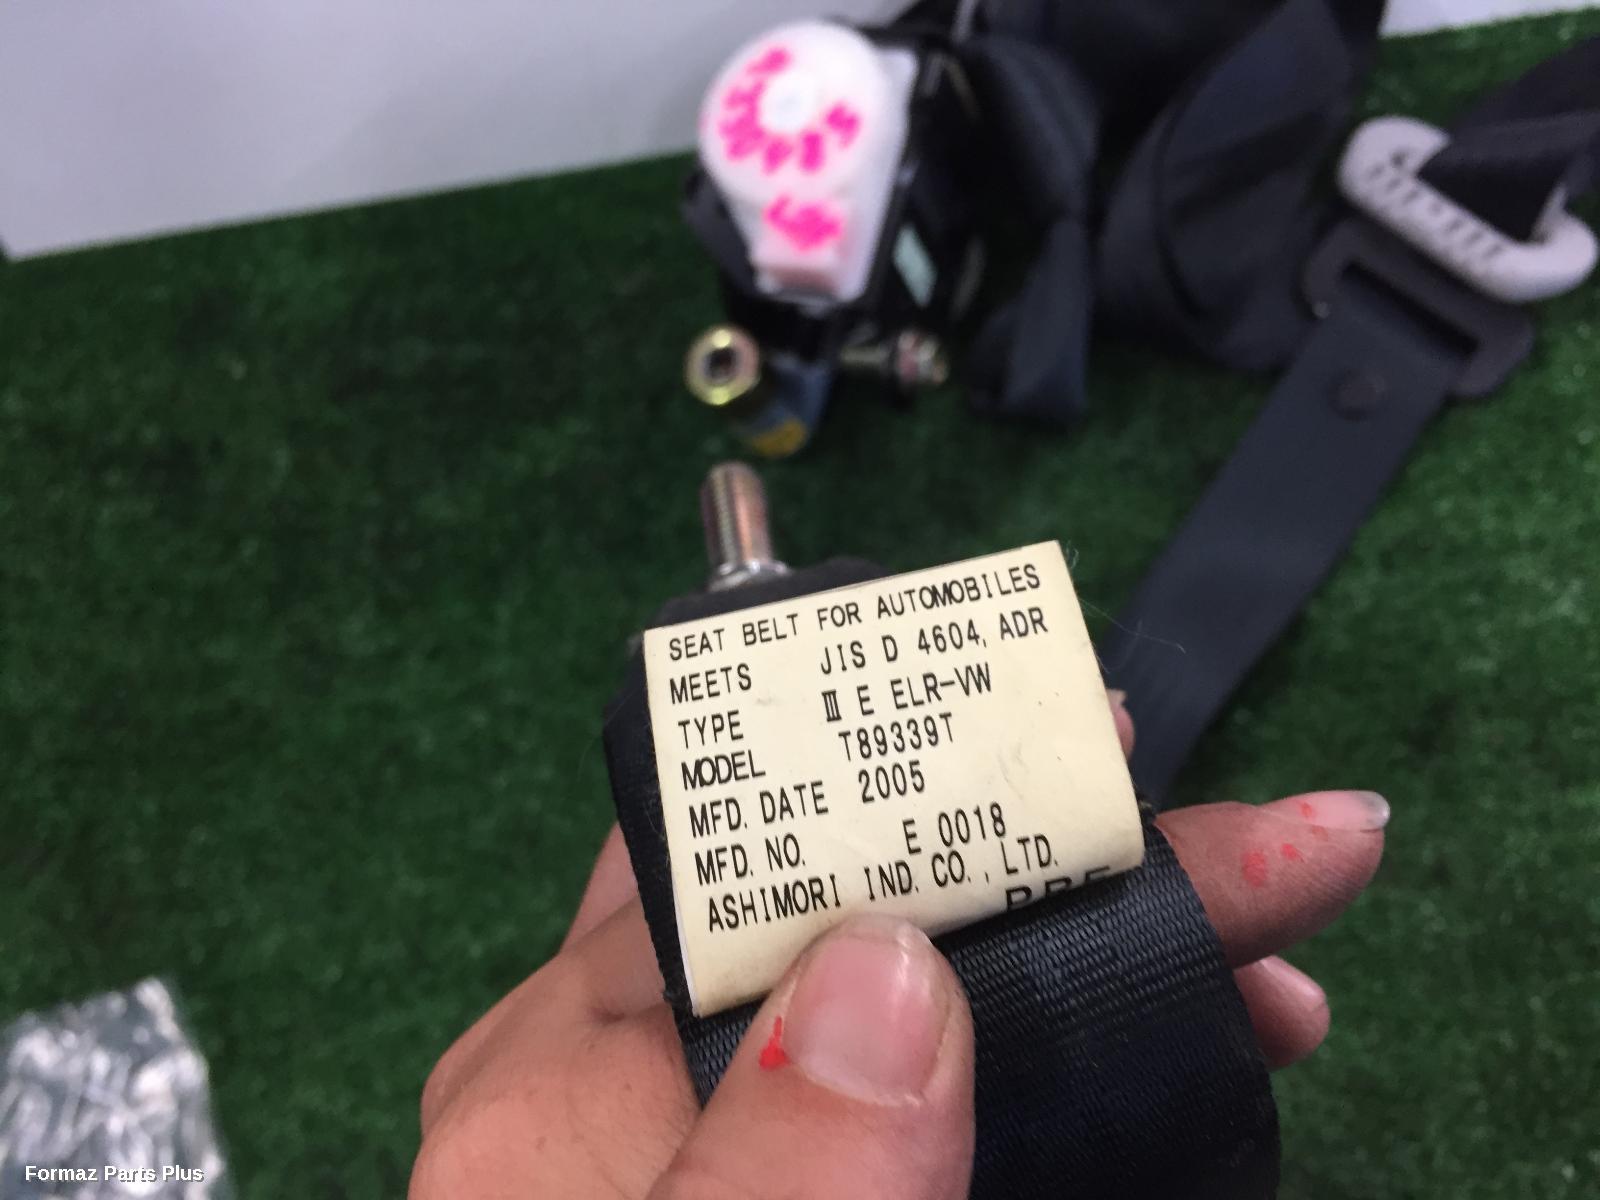 SEAT BELT FOR AUTOMOBILES
MEETS JIS D 4604, ADR
TYPE Ⅲ E ELR-VW
MODEL T89339T
MFD. DATE 2005
MFD. NO. E 0018
ASHIMORI IND. CO., LTD.
Formaz Parts Plus